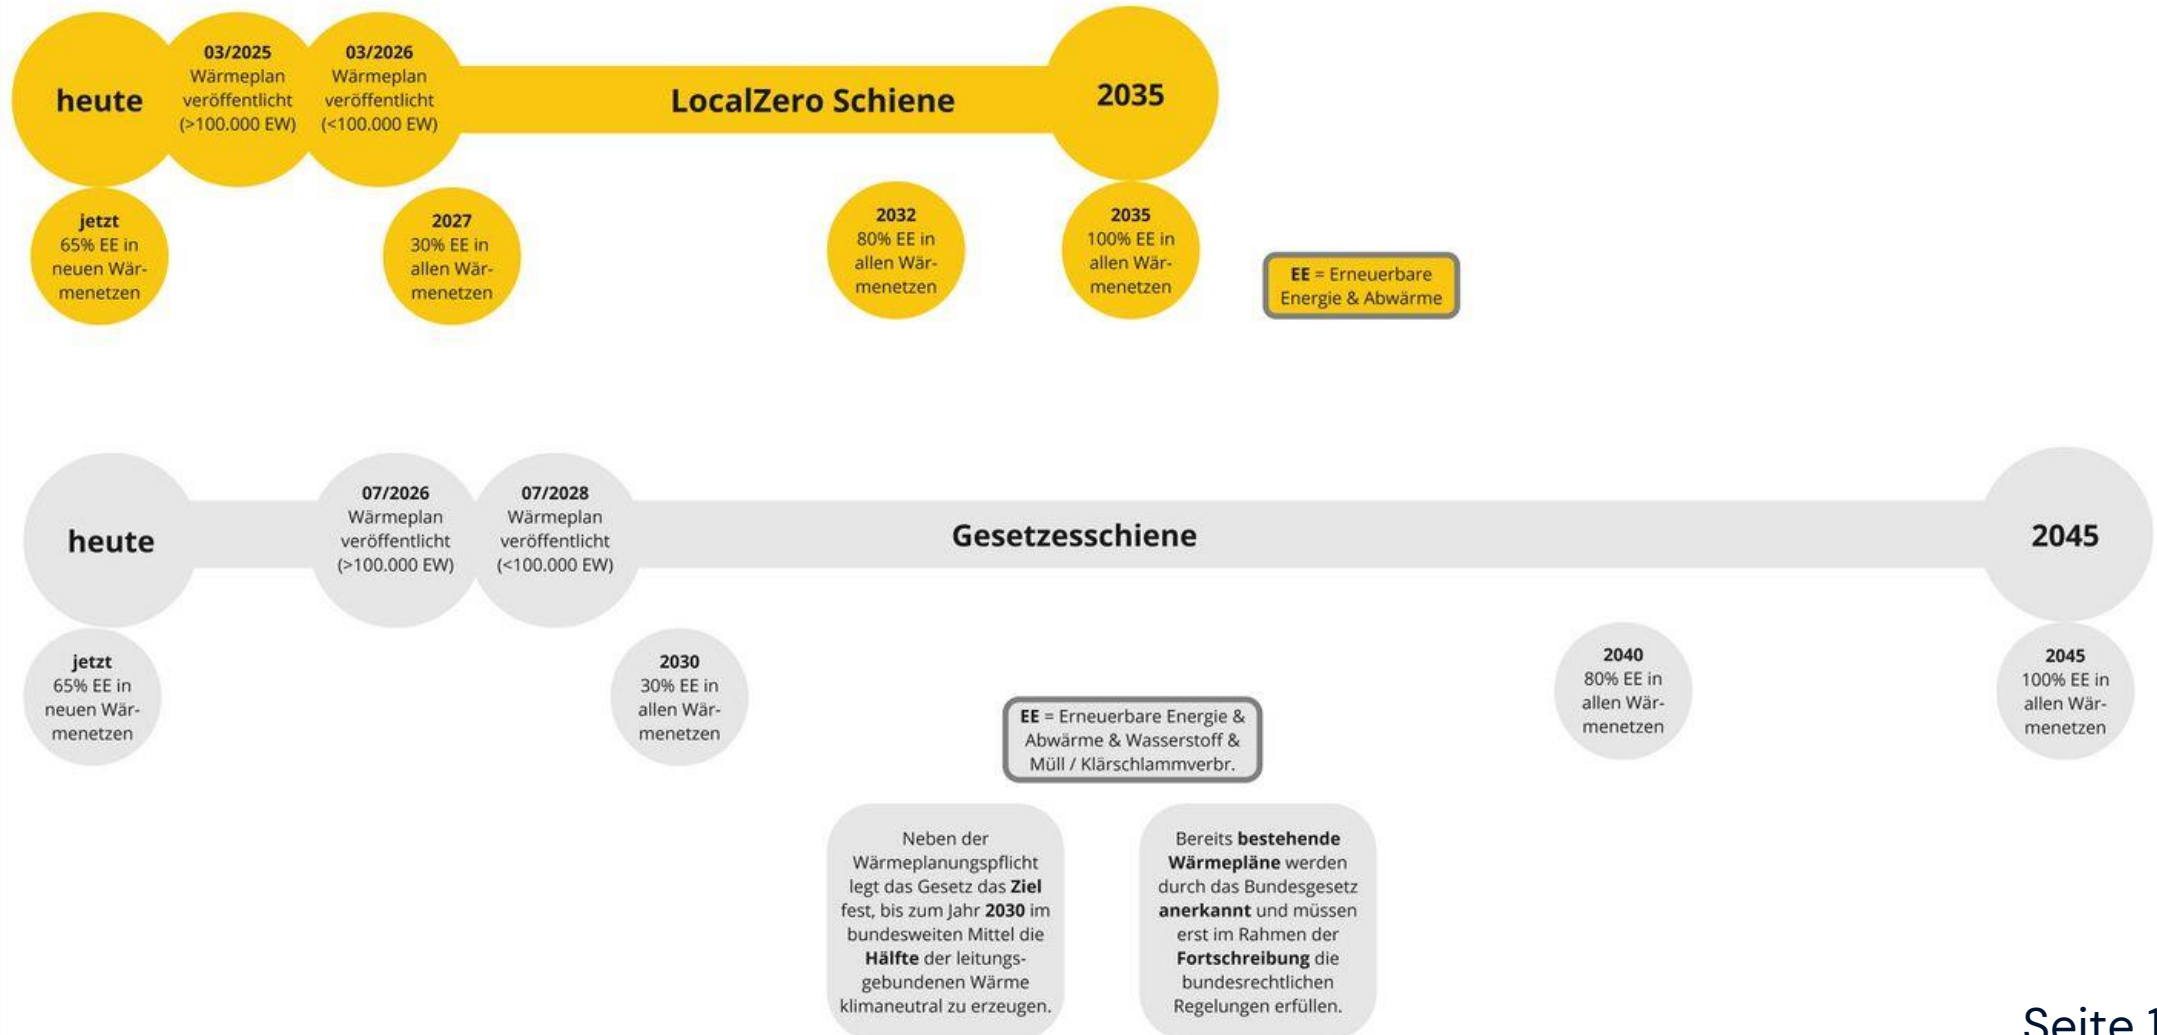 heute
03/2025
Wärmeplan
veröffentlicht
(>100.000 EW)
03/2026
Wärmeplan
veröffentlicht
(<100.000 EW)
LocalZero Schiene
2035
jetzt
65% EE in
neuen Wär-
menetzen
2027
30% EE in
allen Wär-
menetzen
2032
80% EE in
allen Wär-
menetzen
2035
100% EE in
allen Wär-
menetzen
EE = Erneuerbare
Energie & Abwärme
heute
07/2026
Wärmeplan
veröffentlicht
(>100.000 EW)
07/2028
Wärmeplan
veröffentlicht
(<100.000 EW)
Gesetzesschiene
2045
jetzt
65% EE in
neuen Wär-
menetzen
2030
30% EE in
allen Wär-
menetzen
EE = Erneuerbare Energie &
Abwärme & Wasserstoff &
Müll / Klärschlammverbr.
2040
80% EE in
allen Wär-
menetzen
2045
100% EE in
allen Wär-
menetzen
Neben der
Wärmeplanungspflicht
legt das Gesetz das Ziel
fest, bis zum Jahr 2030 im
bundesweiten Mittel die
Hälfte der leitungs-
gebundenen Wärme
klimaneutral zu erzeugen.
Bereits bestehende
Wärmepläne werden
durch das Bundesgesetz
anerkannt und müssen
erst im Rahmen der
Fortschreibung die
bundesrechtlichen
Regelungen erfüllen.
Seite 1